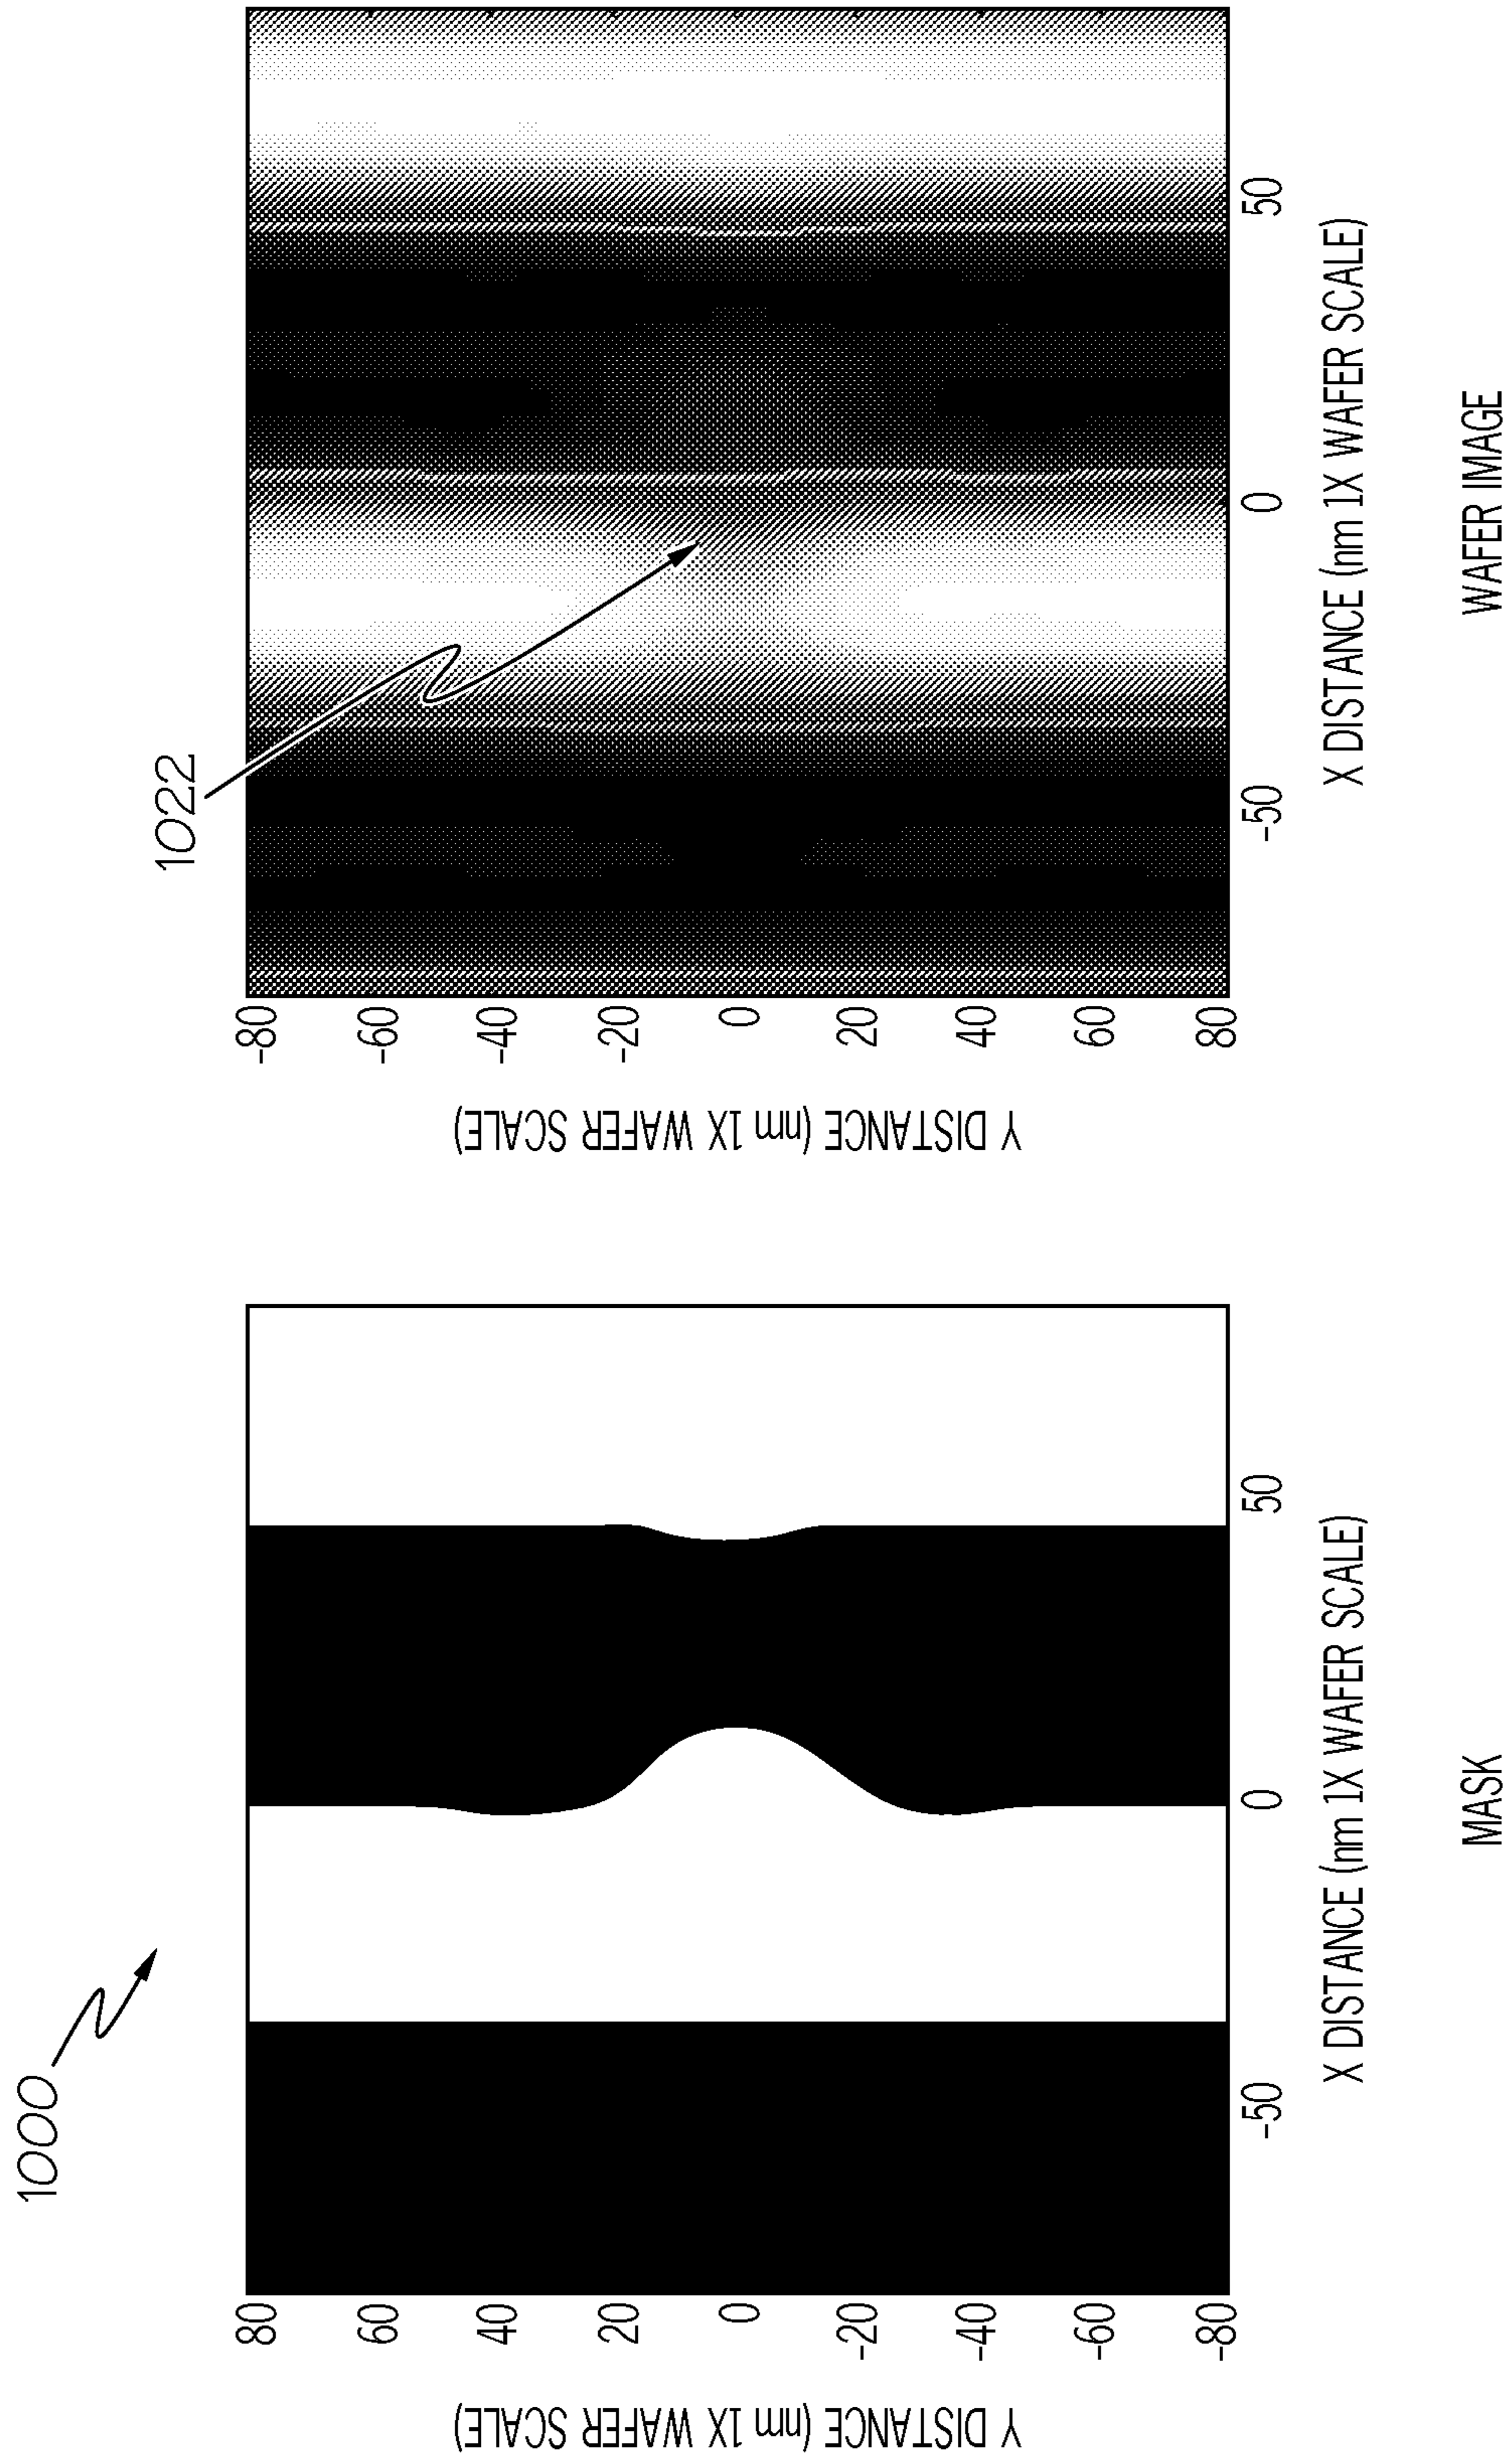 1000
Y DISTANCE (nm 1X WAFER SCALE)
80
60
40
20
0
-20
-40
-60
-80
-50 0 50
X DISTANCE (nm 1X WAFER SCALE)
MASK
1022
Y DISTANCE (nm 1X WAFER SCALE)
-80
-60
-40
-20
0
20
40
60
80
-50 0 50
X DISTANCE (nm 1X WAFER SCALE)
WAFER IMAGE